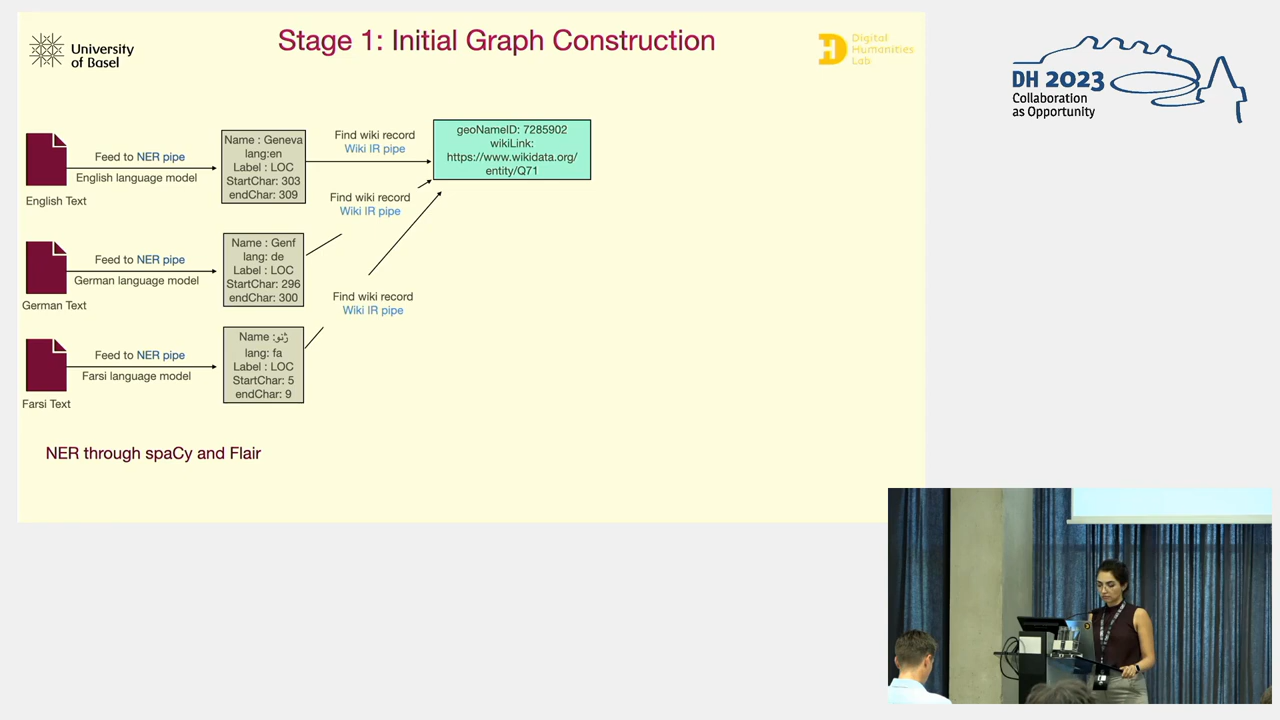 Stage 1: Initial Graph Construction
University
of Basel
Digital
Humanities
Lab
DH 2023
Collaboration
as Opportunity
Feed to NER pipe
English language model
English Text
Name : Geneva
lang:en
Label : LOC
StartChar: 303
endChar: 309
Find wiki record
Wiki IR pipe
geoNameID: 7285902
wikiLink:
https://www.wikidata.org/
entity/Q71
Find wiki record
Wiki IR pipe
Feed to NER pipe
German language model
German Text
Name : Genf
lang: de
Label : LOC
StartChar: 296
endChar: 300
Find wiki record
Wiki IR pipe
Feed to NER pipe
Farsi language model
Farsi Text
Name :ژنو
lang: fa
Label : LOC
StartChar: 5
endChar: 9
NER through spaCy and Flair